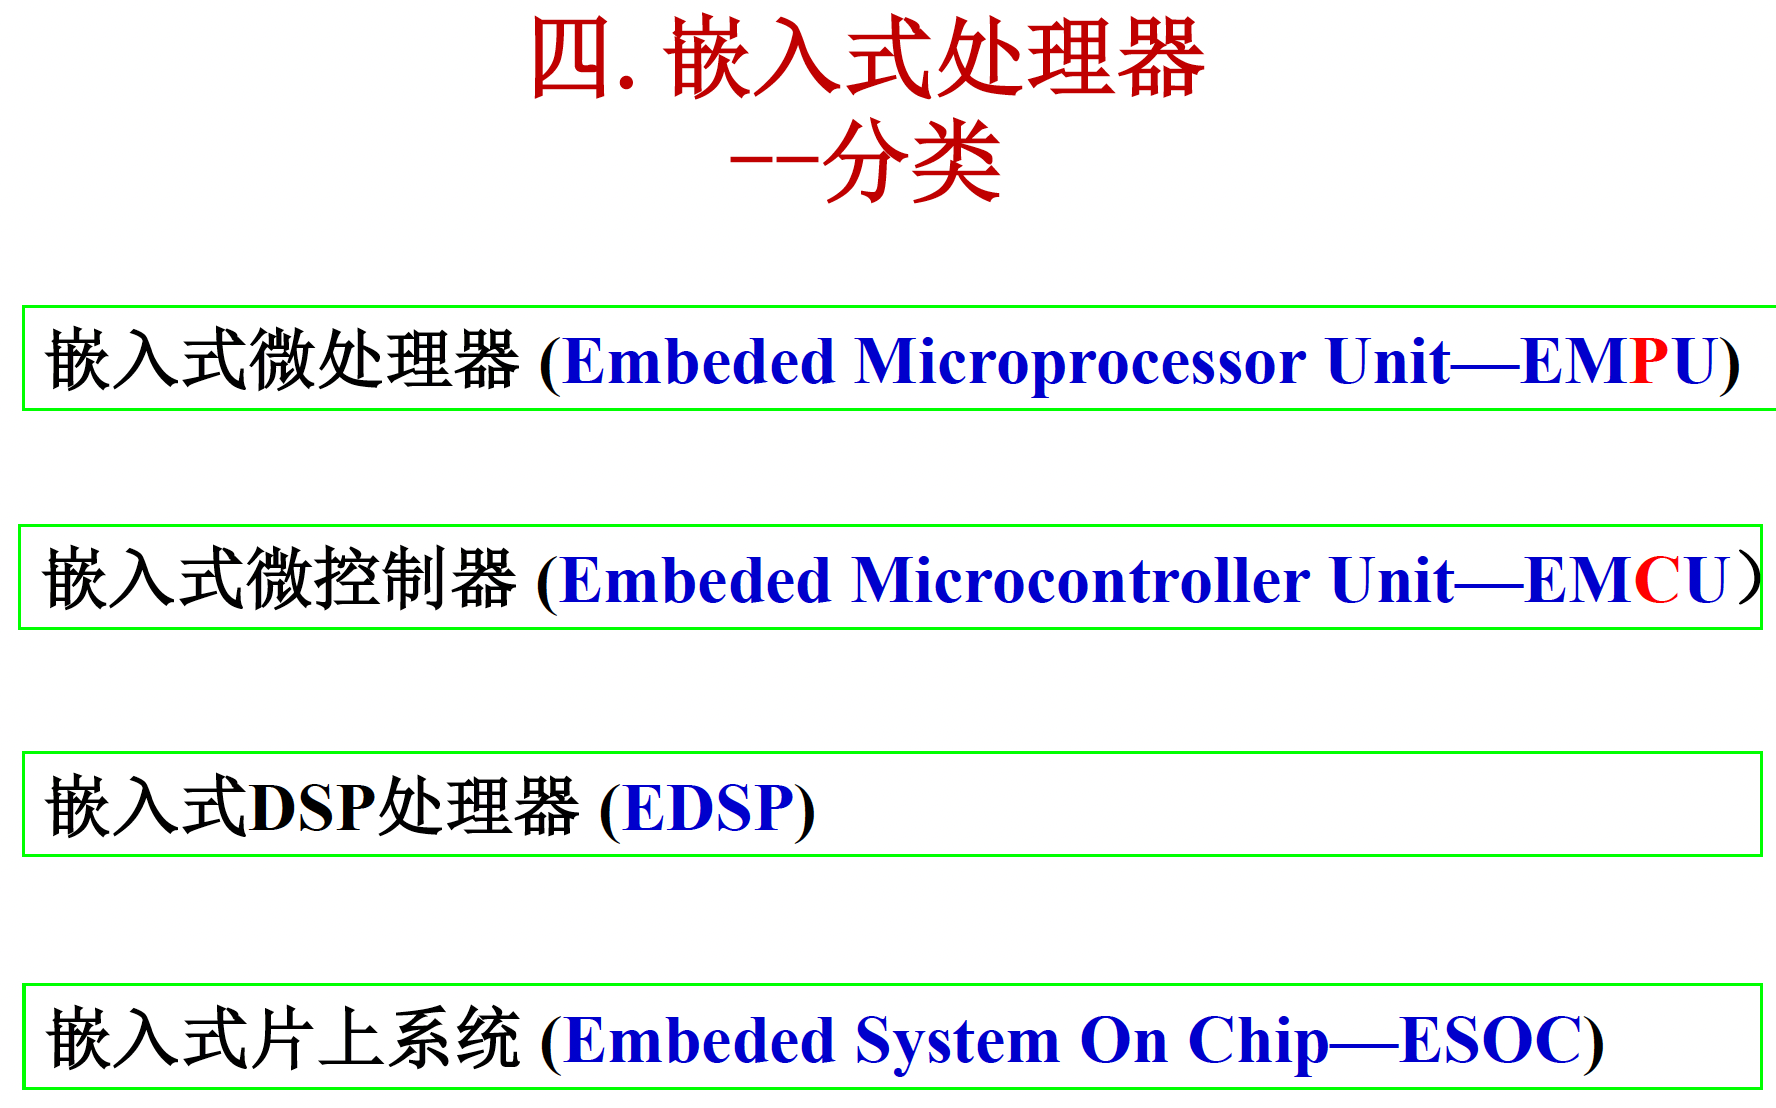 四. 嵌入式处理器
--分类
嵌入式微处理器 (Embeded Microprocessor Unit—EMPU)
嵌入式微控制器 (Embeded Microcontroller Unit—EMCU）
嵌入式DSP处理器 (EDSP)
嵌入式片上系统 (Embeded System On Chip—ESOC)